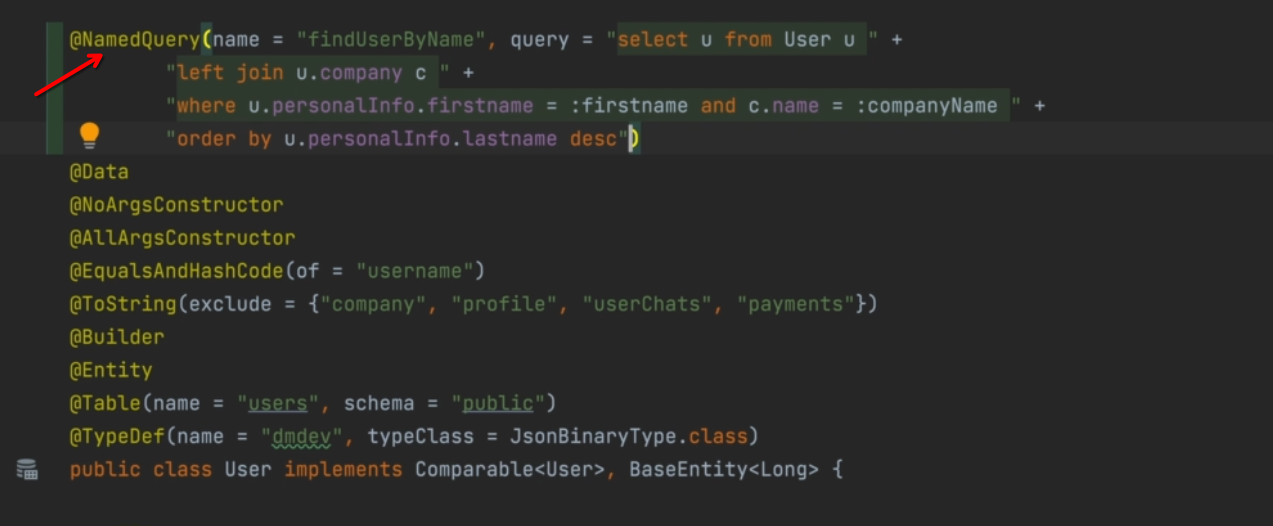 @NamedQuery(name = "findUserByName", query = "select u from User u " +
"left join u.company c " +
"where u.personalInfo.firstname = :firstname and c.name = :companyName " +
"order by u.personalInfo.lastname desc")
@Data
@NoArgsConstructor
@AllArgsConstructor
@EqualsAndHashCode(of = "username")
@ToString(exclude = {"company", "profile", "userChats", "payments"})
@Builder
@Entity
@Table(name = "users", schema = "public")
@TypeDef(name = "dmdev", typeClass = JsonBinaryType.class)
public class User implements Comparable<User>, BaseEntity<Long> {